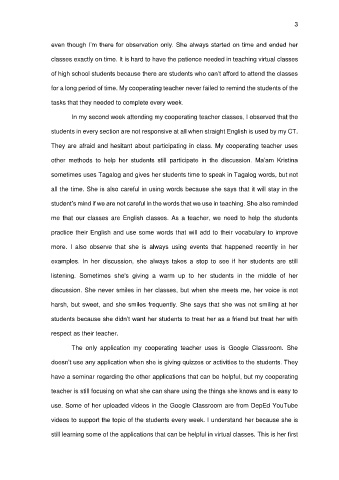 3
even though I'm there for observation only. She always started on time and ended her
classes exactly on time. It is hard to have the patience needed in teaching virtual classes
of high school students because there are students who can't afford to attend the classes
for a long period of time. My cooperating teacher never failed to remind the students of the
tasks that they needed to complete every week.
In my second week attending my cooperating teacher classes, I observed that the
students in every section are not responsive at all when straight English is used by my CT.
They are afraid and hesitant about participating in class. My cooperating teacher uses
other methods to help her students still participate in the discussion. Ma'am Kristina
sometimes uses Tagalog and gives her students time to speak in Tagalog words, but not
all the time. She is also careful in using words because she says that it will stay in the
student's mind if we are not careful in the words that we use in teaching. She also reminded
me that our classes are English classes. As a teacher, we need to help the students
practice their English and use some words that will add to their vocabulary to improve
more. I also observe that she is always using events that happened recently in her
examples. In her discussion, she always takes a stop to see if her students are still
listening. Sometimes she's giving a warm up to her students in the middle of her
discussion. She never smiles in her classes, but when she meets me, her voice is not
harsh, but sweet, and she smiles frequently. She says that she was not smiling at her
students because she didn't want her students to treat her as a friend but treat her with
respect as their teacher.
The only application my cooperating teacher uses is Google Classroom. She
doesn't use any application when she is giving quizzes or activities to the students. They
have a seminar regarding the other applications that can be helpful, but my cooperating
teacher is still focusing on what she can share using the things she knows and is easy to
use. Some of her uploaded videos in the Google Classroom are from DepEd YouTube
videos to support the topic of the students every week. I understand her because she is
still learning some of the applications that can be helpful in virtual classes. This is her first